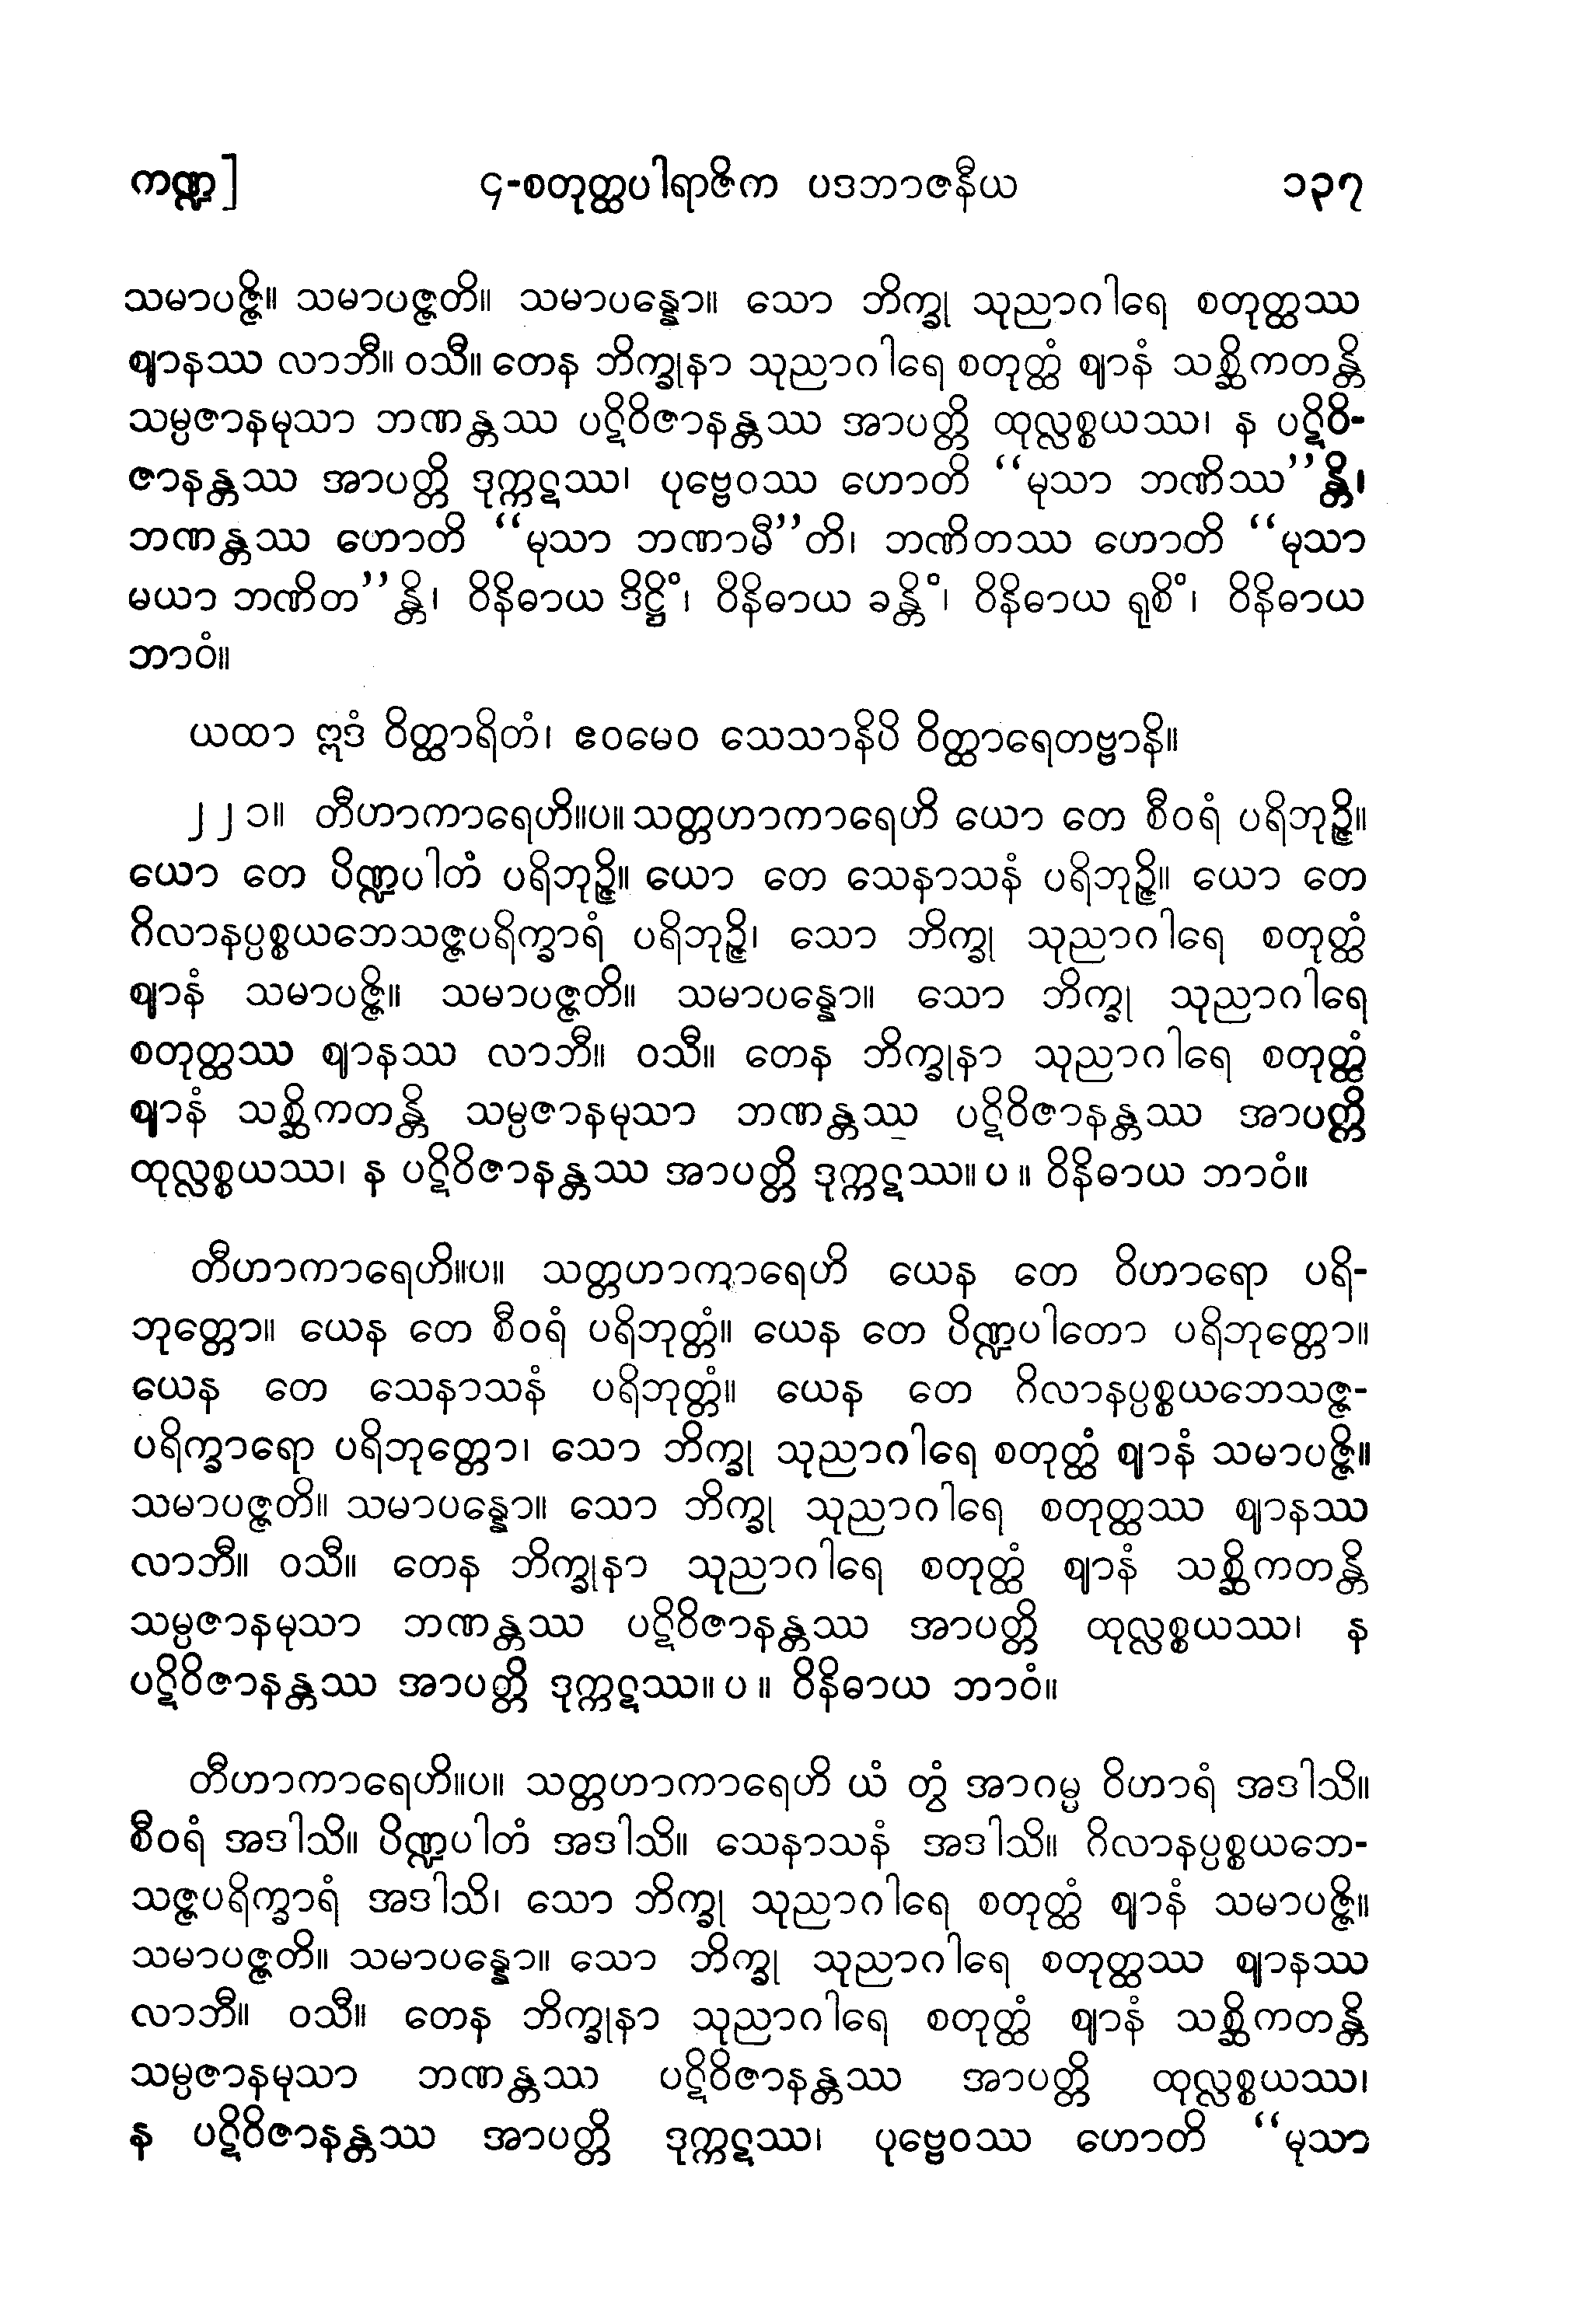 ကဏ္ဍ] ၄-စတုတ္ထပါရာဇိက ပဒဘာဇနီယ ၁၃၇
သမာပဇ္ဇိ။ သမာပဇ္ဇတိ။ သမာပန္နော။ သော ဘိက္ခု သုညာဂါရေ စတုတ္ထဿ
ဈာနဿ လာဘီ။ ဝသီ။ တေန ဘိက္ခုနာ သုညာဂါရေ စတုတ္ထံ ဈာနံ သစ္ဆိကတန္တိ
သမ္ပဇာနမုသာ ဘဏန္တဿ ပဋိဝိဇာနန္တဿ အာပတ္တိ ထုလ္လစ္စယဿ၊ န ပဋိဝိ-
ဇာနန္တဿ အာပတ္တိ ဒုက္ကဋဿ၊ ပုဗ္ဗေဝဿ ဟောတိ “မုသာ ဘဏိဿ”န္တိ၊
ဘဏန္တဿ ဟောတိ “မုသာ ဘဏာမီ”တိ၊ ဘဏိတဿ ဟောတိ “မုသာ
မယာ ဘဏိတ”န္တိ၊ ဝိနိဓာယ ဒိဋ္ဌိံ၊ ဝိနိဓာယ ခန္တိံ၊ ဝိနိဓာယ ရုစိံ၊ ဝိနိဓာယ
ဘာဝံ။
ယထာ ဣဒံ ဝိတ္ထာရိတံ၊ ဧဝမေဝ သေသာနိပိ ဝိတ္ထာရေတဗ္ဗာနိ။
၂၂၁။ တီဟာကာရေဟိ။ပ။ သတ္တဟာကာရေဟိ ယော တေ စီဝရံ ပရိဘုဉ္ဇိ။
ယော တေ ပိဏ္ဍပါတံ ပရိဘုဉ္ဇိ။ ယော တေ သေနာသနံ ပရိဘုဉ္ဇိ။ ယော တေ
ဂိလာနပ္ပစ္စယဘေသဇ္ဇပရိက္ခာရံ ပရိဘုဉ္ဇိ၊ သော ဘိက္ခု သုညာဂါရေ စတုတ္ထံ
ဈာနံ သမာပဇ္ဇိ။ သမာပဇ္ဇတိ။ သမာပန္နော။ သော ဘိက္ခု သုညာဂါရေ
စတုတ္ထဿ ဈာနဿ လာဘီ။ ဝသီ။ တေန ဘိက္ခုနာ သုညာဂါရေ စတုတ္ထံ
ဈာနံ သစ္ဆိကတန္တိ သမ္ပဇာနမုသာ ဘဏန္တဿ ပဋိဝိဇာနန္တဿ အာပတ္တိ
ထုလ္လစ္စယဿ၊ န ပဋိဝိဇာနန္တဿ အာပတ္တိ ဒုက္ကဋဿ။ ပ ။ ဝိနိဓာယ ဘာဝံ။
တီဟာကာရေဟိ။ပ။ သတ္တဟာကာရေဟိ ယေန တေ ဝိဟာရော ပရိ-
ဘုတ္တော။ ယေန တေ စီဝရံ ပရိဘုတ္တံ။ ယေန တေ ပိဏ္ဍပါတော ပရိဘုတ္တော။
ယေန တေ သေနာသနံ ပရိဘုတ္တံ။ ယေန တေ ဂိလာနပ္ပစ္စယဘေသဇ္ဇ-
ပရိက္ခာရော ပရိဘုတ္တော၊ သော ဘိက္ခု သုညာဂါရေ စတုတ္ထံ ဈာနံ သမာပဇ္ဇိ။
သမာပဇ္ဇတိ။ သမာပန္နော။ သော ဘိက္ခု သုညာဂါရေ စတုတ္ထဿ ဈာနဿ
လာဘီ။ ဝသီ။ တေန ဘိက္ခုနာ သုညာဂါရေ စတုတ္ထံ ဈာနံ သစ္ဆိကတန္တိ
သမ္ပဇာနမုသာ ဘဏန္တဿ ပဋိဝိဇာနန္တဿ အာပတ္တိ ထုလ္လစ္စယဿ၊ န
ပဋိဝိဇာနန္တဿ အာပတ္တိ ဒုက္ကဋဿ။ ပ ။ ဝိနိဓာယ ဘာဝံ။
တီဟာကာရေဟိ။ပ။ သတ္တဟာကာရေဟိ ယံ တွံ အာဂမ္မ ဝိဟာရံ အဒါသိ။
စီဝရံ အဒါသိ။ ပိဏ္ဍပါတံ အဒါသိ။ သေနာသနံ အဒါသိ။ ဂိလာနပ္ပစ္စယဘေ-
သဇ္ဇပရိက္ခာရံ အဒါသိ၊ သော ဘိက္ခု သုညာဂါရေ စတုတ္ထံ ဈာနံ သမာပဇ္ဇိ။
သမာပဇ္ဇတိ။ သမာပန္နော။ သော ဘိက္ခု သုညာဂါရေ စတုတ္ထဿ ဈာနဿ
လာဘီ။ ဝသီ။ တေန ဘိက္ခုနာ သုညာဂါရေ စတုတ္ထံ ဈာနံ သစ္ဆိကတန္တိ
သမ္ပဇာနမုသာ ဘဏန္တဿ ပဋိဝိဇာနန္တဿ အာပတ္တိ ထုလ္လစ္စယဿ၊
န ပဋိဝိဇာနန္တဿ အာပတ္တိ ဒုက္ကဋဿ၊ ပုဗ္ဗေဝဿ ဟောတိ “မုသာ